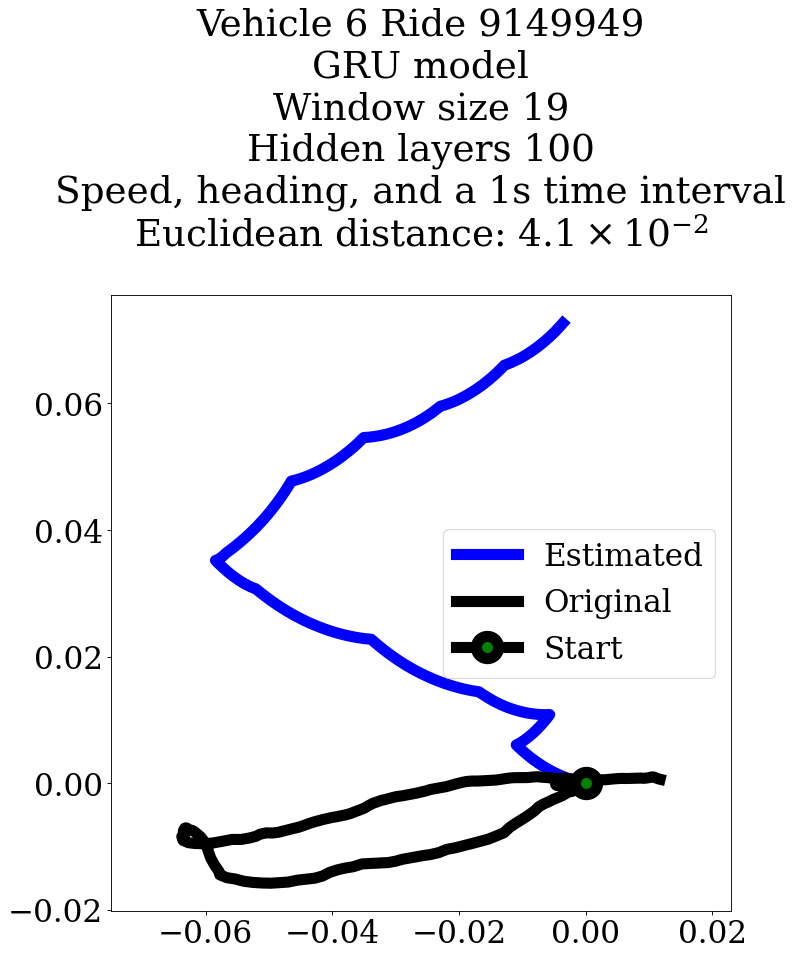 Vehicle 6 Ride 9149949
GRU model
Window size 19
Hidden layers 100
Speed, heading, and a 1s time interval
Euclidean distance: 4.1 × 10⁻²
0.06
0.04
0.02
0.00
−0.02
Estimated
Original
Start
−0.06 −0.04 −0.02 0.00 0.02